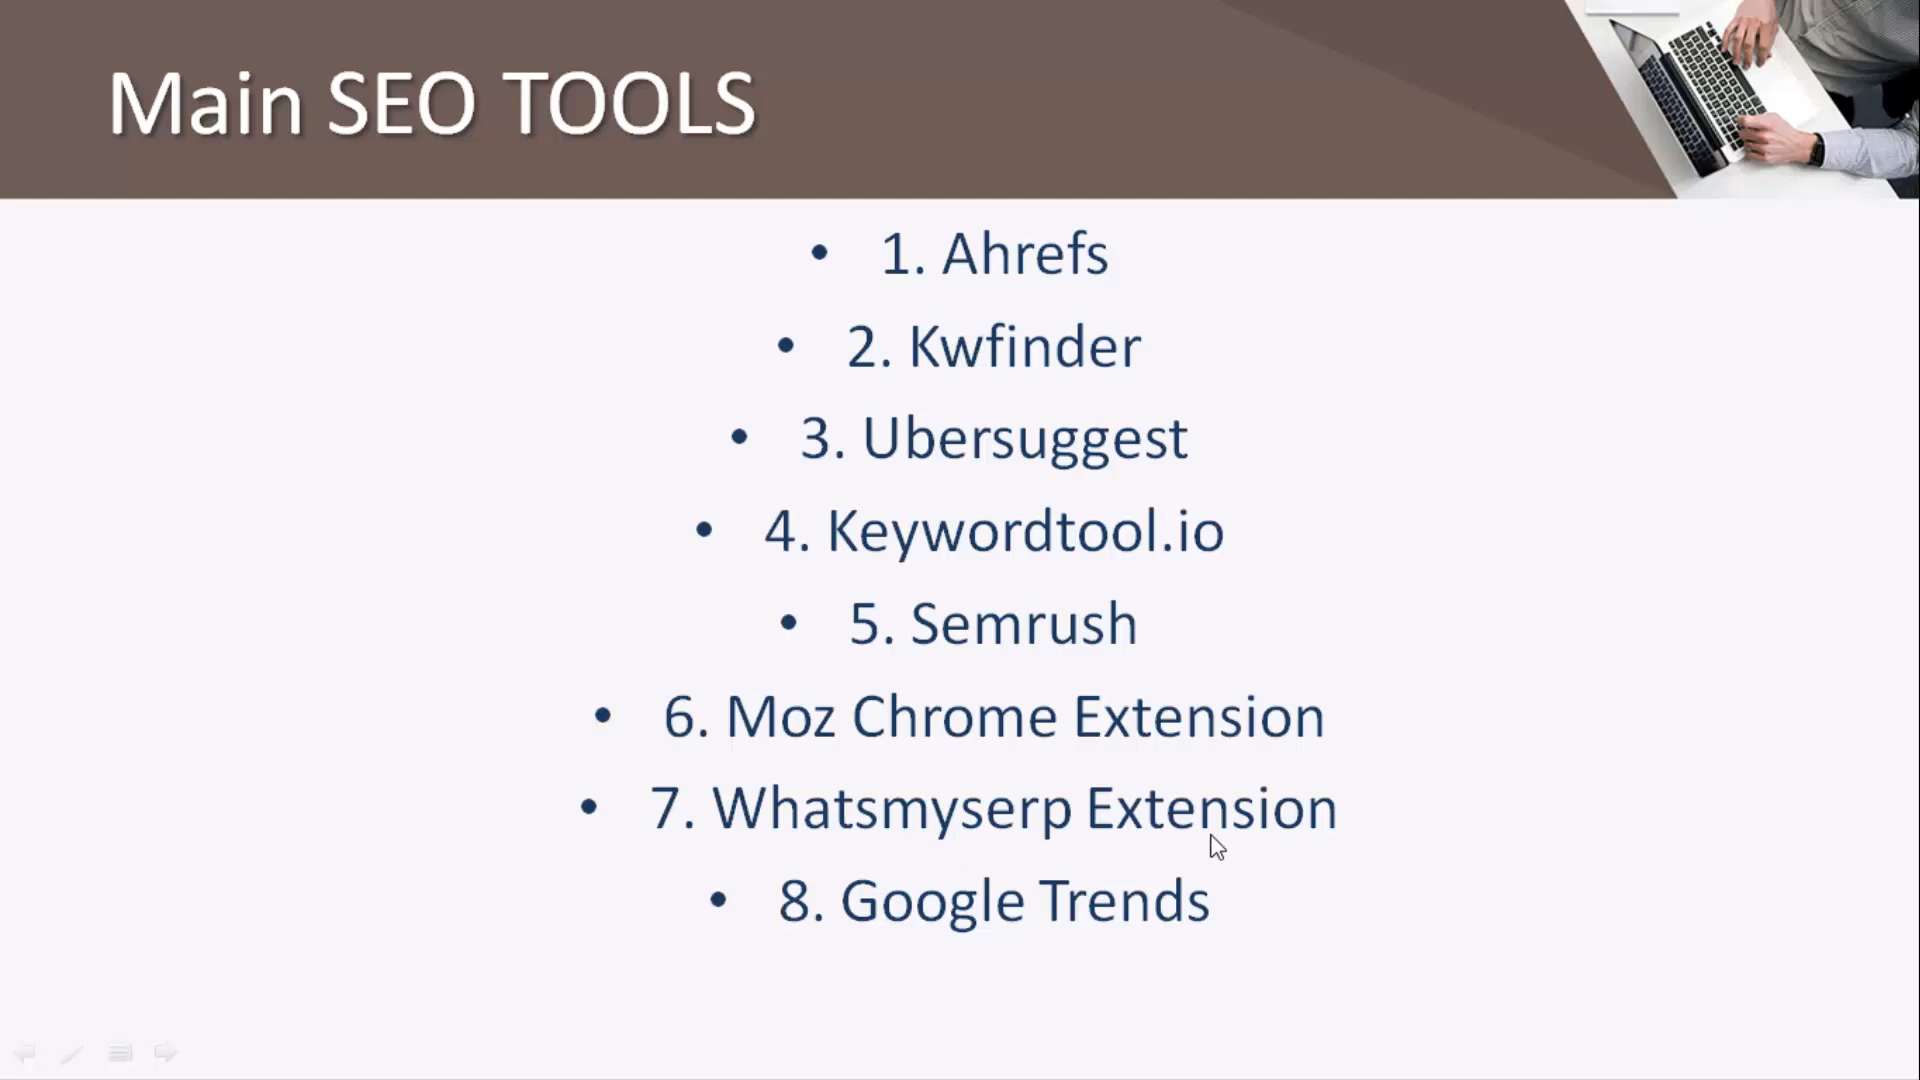 Main SEO TOOLS
• 1. Ahrefs
• 2. Kwfinder
• 3. Ubersuggest
• 4. Keywordtool.io
• 5. Semrush
• 6. Moz Chrome Extension
• 7. Whatsmyserp Extension
• 8. Google Trends